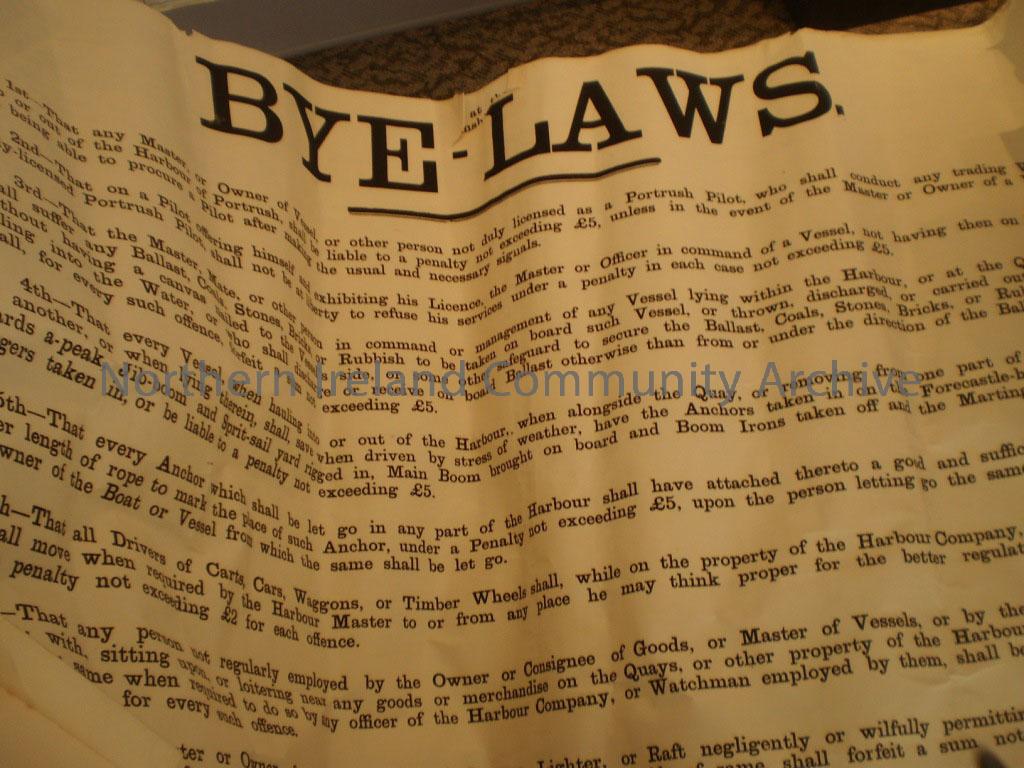 BYE-LAWS.
1st—That any Master, or Owner of Vessel, or other person not duly licensed as a Portrush Pilot, who shall conduct any trading
or out of the Harbour of Portrush, shall be liable to a penalty not exceeding £5, unless in the event of the Master or Owner of a
being able to procure a Pilot after making the usual and necessary signals.
2nd—That on a Pilot offering himself and exhibiting his Licence, the Master or Officer in command of a Vessel, not having then on
y-licensed Portrush Pilot, shall not be at liberty to refuse his services under a penalty in each case not exceeding £5.
3rd—That the Master, Mate, or other person in command or management of any Vessel lying within the Harbour, or at the
all suffer any Ballast, Coals, Stones, Bricks, or Rubbish to be taken on board such Vessel, or thrown, discharged, or carried
thout having a canvas nailed to the Vessel's safeguard to secure the Ballast, Coals, Stones, Bricks, or
ling into the Water, or who shall Ballast otherwise than from or under the direction of the
all, for every such offence, forfeit exceeding £5.
4th—That every Vessel when hauling into or out of the Harbour, when alongside the Quay, or removing from one part of
another, or when lying therein, shall, save when driven by stress of weather, have the Anchors taken in on Forecastle
ards a-peak, Jib-boom and Sprit-sail yard rigged in, Main Boom brought on board and Boom Irons taken off and the
gers taken in, or be liable to a penalty not exceeding £5.
5th—That every Anchor which shall be let go in any part of the Harbour shall have attached thereto a good and
er length of rope to mark the place of such Anchor, under a Penalty not exceeding £5, upon the person letting go the same
wner of the Boat or Vessel from which the same shall be let go.
h—That all Drivers of Carts, Cars, Waggons, or Timber Wheels shall, while on the property of the Harbour Company,
all move when required by the Harbour Master to or from any place he may think proper for the better
penalty not exceeding £2 for each offence.
—That any person not regularly employed by the Owner or Consignee of Goods, or Master of Vessels, or by the
with, sitting upon, or loitering near any goods or merchandise on the Quays, or other property of the Harbour
same when required to do so by any officer of the Harbour Company, or Watchman employed by them, shall be
for every such offence.
ter or Owner Lighter, or Raft negligently or wilfully
same, shall forfeit a sum not
Northern Ireland Community Archive